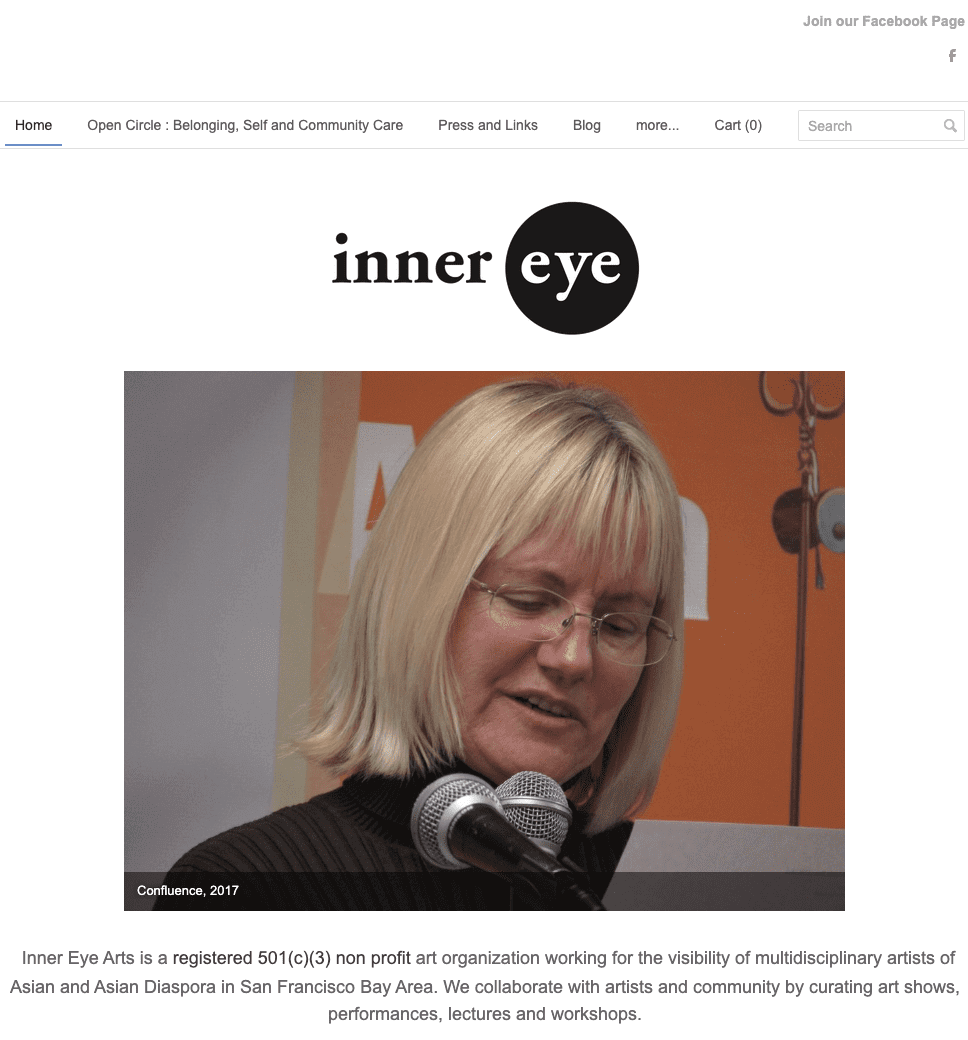 Join our Facebook Page
f
Home Open Circle : Belonging, Self and Community Care Press and Links Blog more... Cart (0) Search
inner eye
Confluence, 2017
Inner Eye Arts is a registered 501(c)(3) non profit art organization working for the visibility of multidisciplinary artists of
Asian and Asian Diaspora in San Francisco Bay Area. We collaborate with artists and community by curating art shows,
performances, lectures and workshops.